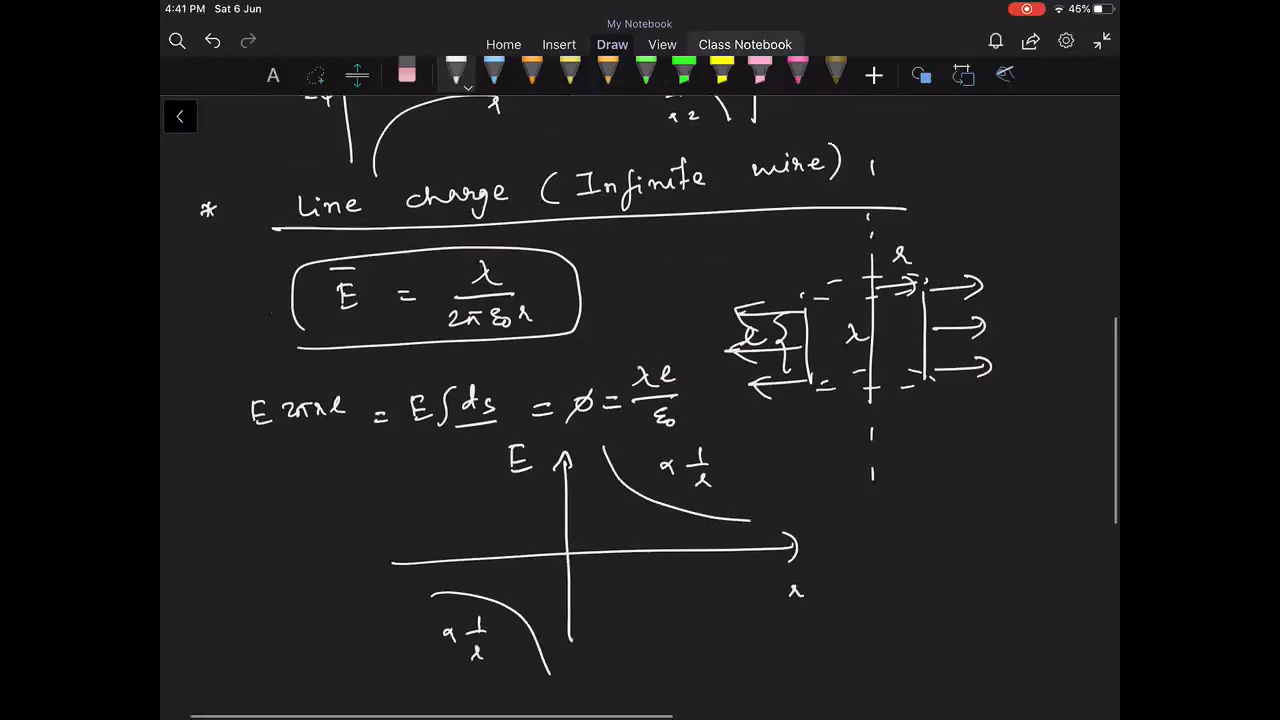 4:41 PM Sat 6 Jun
45%
My Notebook
Home Insert Draw View Class Notebook
A
r
* Line charge (Infinite wire)
E̅ = λ / 2π ε₀ r
r
l
λ
E 2πrl = E ∫ ds = ϕ = λl / ε₀
E
∝ 1/r
r
∝ 1/r